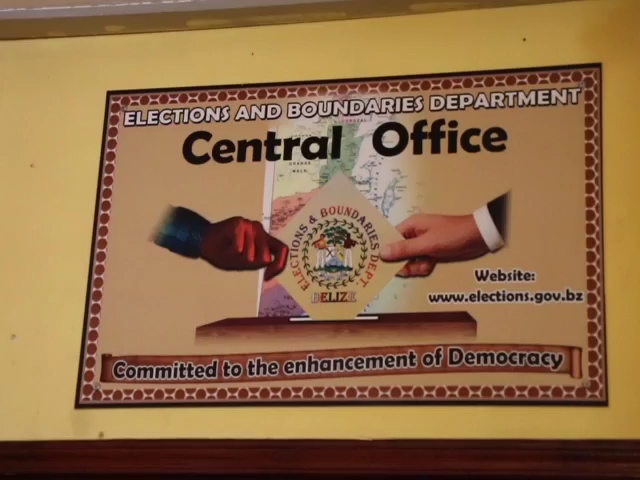 ELECTIONS AND BOUNDARIES DEPARTMENT
Central Office
ELECTIONS & BOUNDARIES DEPT.
BELIZE
Website:
www.elections.gov.bz
Committed to the enhancement of Democracy